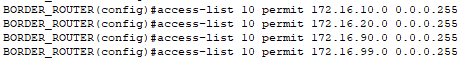 BORDER_ROUTER(config)#access-list 10 permit 172.16.10.0 0.0.0.255
BORDER_ROUTER(config)#access-list 10 permit 172.16.20.0 0.0.0.255
BORDER_ROUTER(config)#access-list 10 permit 172.16.90.0 0.0.0.255
BORDER_ROUTER(config)#access-list 10 permit 172.16.99.0 0.0.0.255